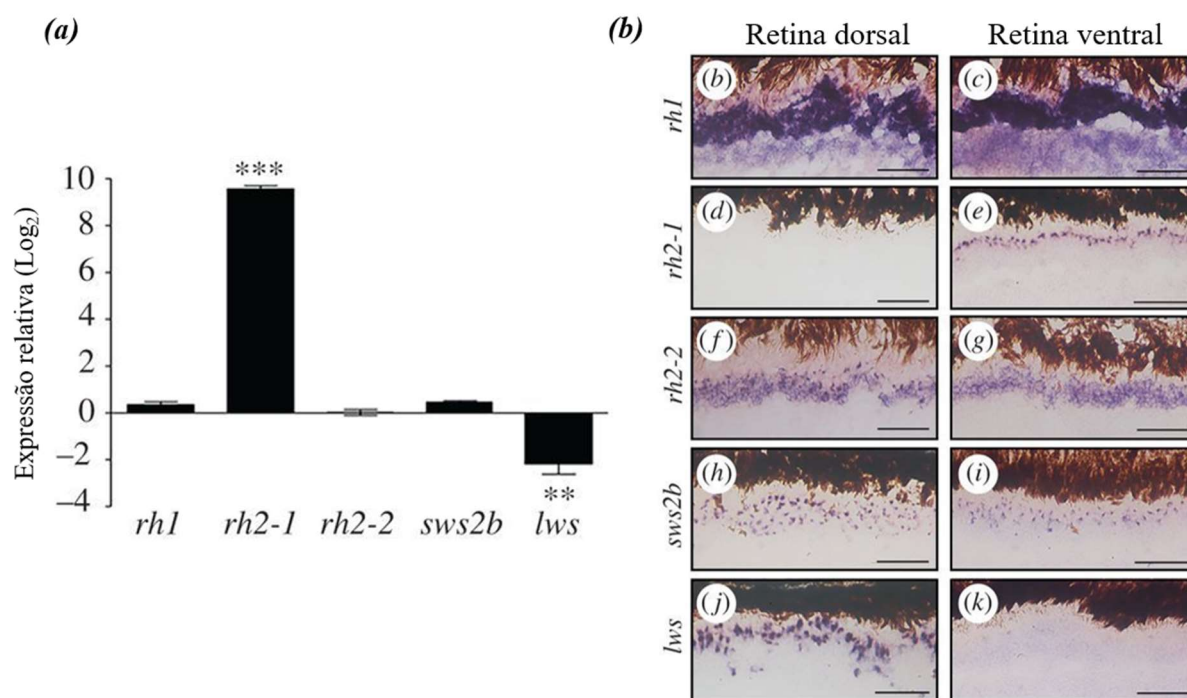 (a)
Expressão relativa (Log₂)
10
8
6
4
2
0
–2
–4
***
**
rh1 rh2-1 rh2-2 sws2b lws
(b)
Retina dorsal Retina ventral
rh1
(b) (c)
rh2-1
(d) (e)
rh2-2
(f) (g)
sws2b
(h) (i)
lws
(j) (k)